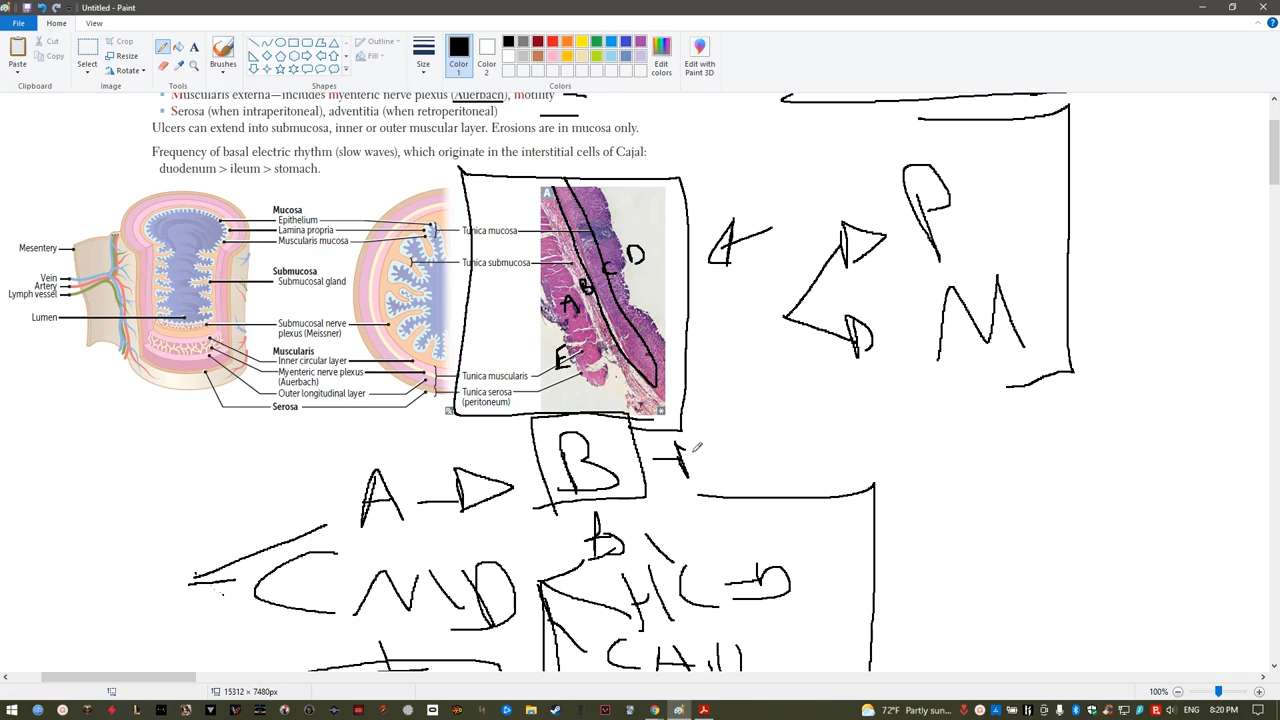 Untitled - Paint
File
Home
View
Paste
Cut
Copy
Clipboard
Select
Crop
Resize
Rotate
Image
A
Tools
Brushes
Shapes
Outline
Fill
Size
Color 1
Color 2
Colors
Edit colors
Edit with Paint 3D
Muscularis externa—includes myenteric nerve plexus (Auerbach), motility
Serosa (when intraperitoneal), adventitia (when retroperitoneal)
Ulcers can extend into submucosa, inner or outer muscular layer. Erosions are in mucosa only.
Frequency of basal electric rhythm (slow waves), which originate in the interstitial cells of Cajal:
duodenum > ileum > stomach.
Mesentery
Vein
Artery
Lymph vessel
Lumen
Mucosa
Epithelium
Lamina propria
Muscularis mucosa
Submucosa
Submucosal gland
Submucosal nerve
plexus (Meissner)
Muscularis
Inner circular layer
Myenteric nerve plexus
(Auerbach)
Outer longitudinal layer
Serosa
Tunica mucosa
Tunica submucosa
Tunica muscularis
Tunica serosa
(peritoneum)
A
D
C
B
A
E
P
M
A
B
15312 × 7480px
100%
72°F Partly sunny
8:20 PM